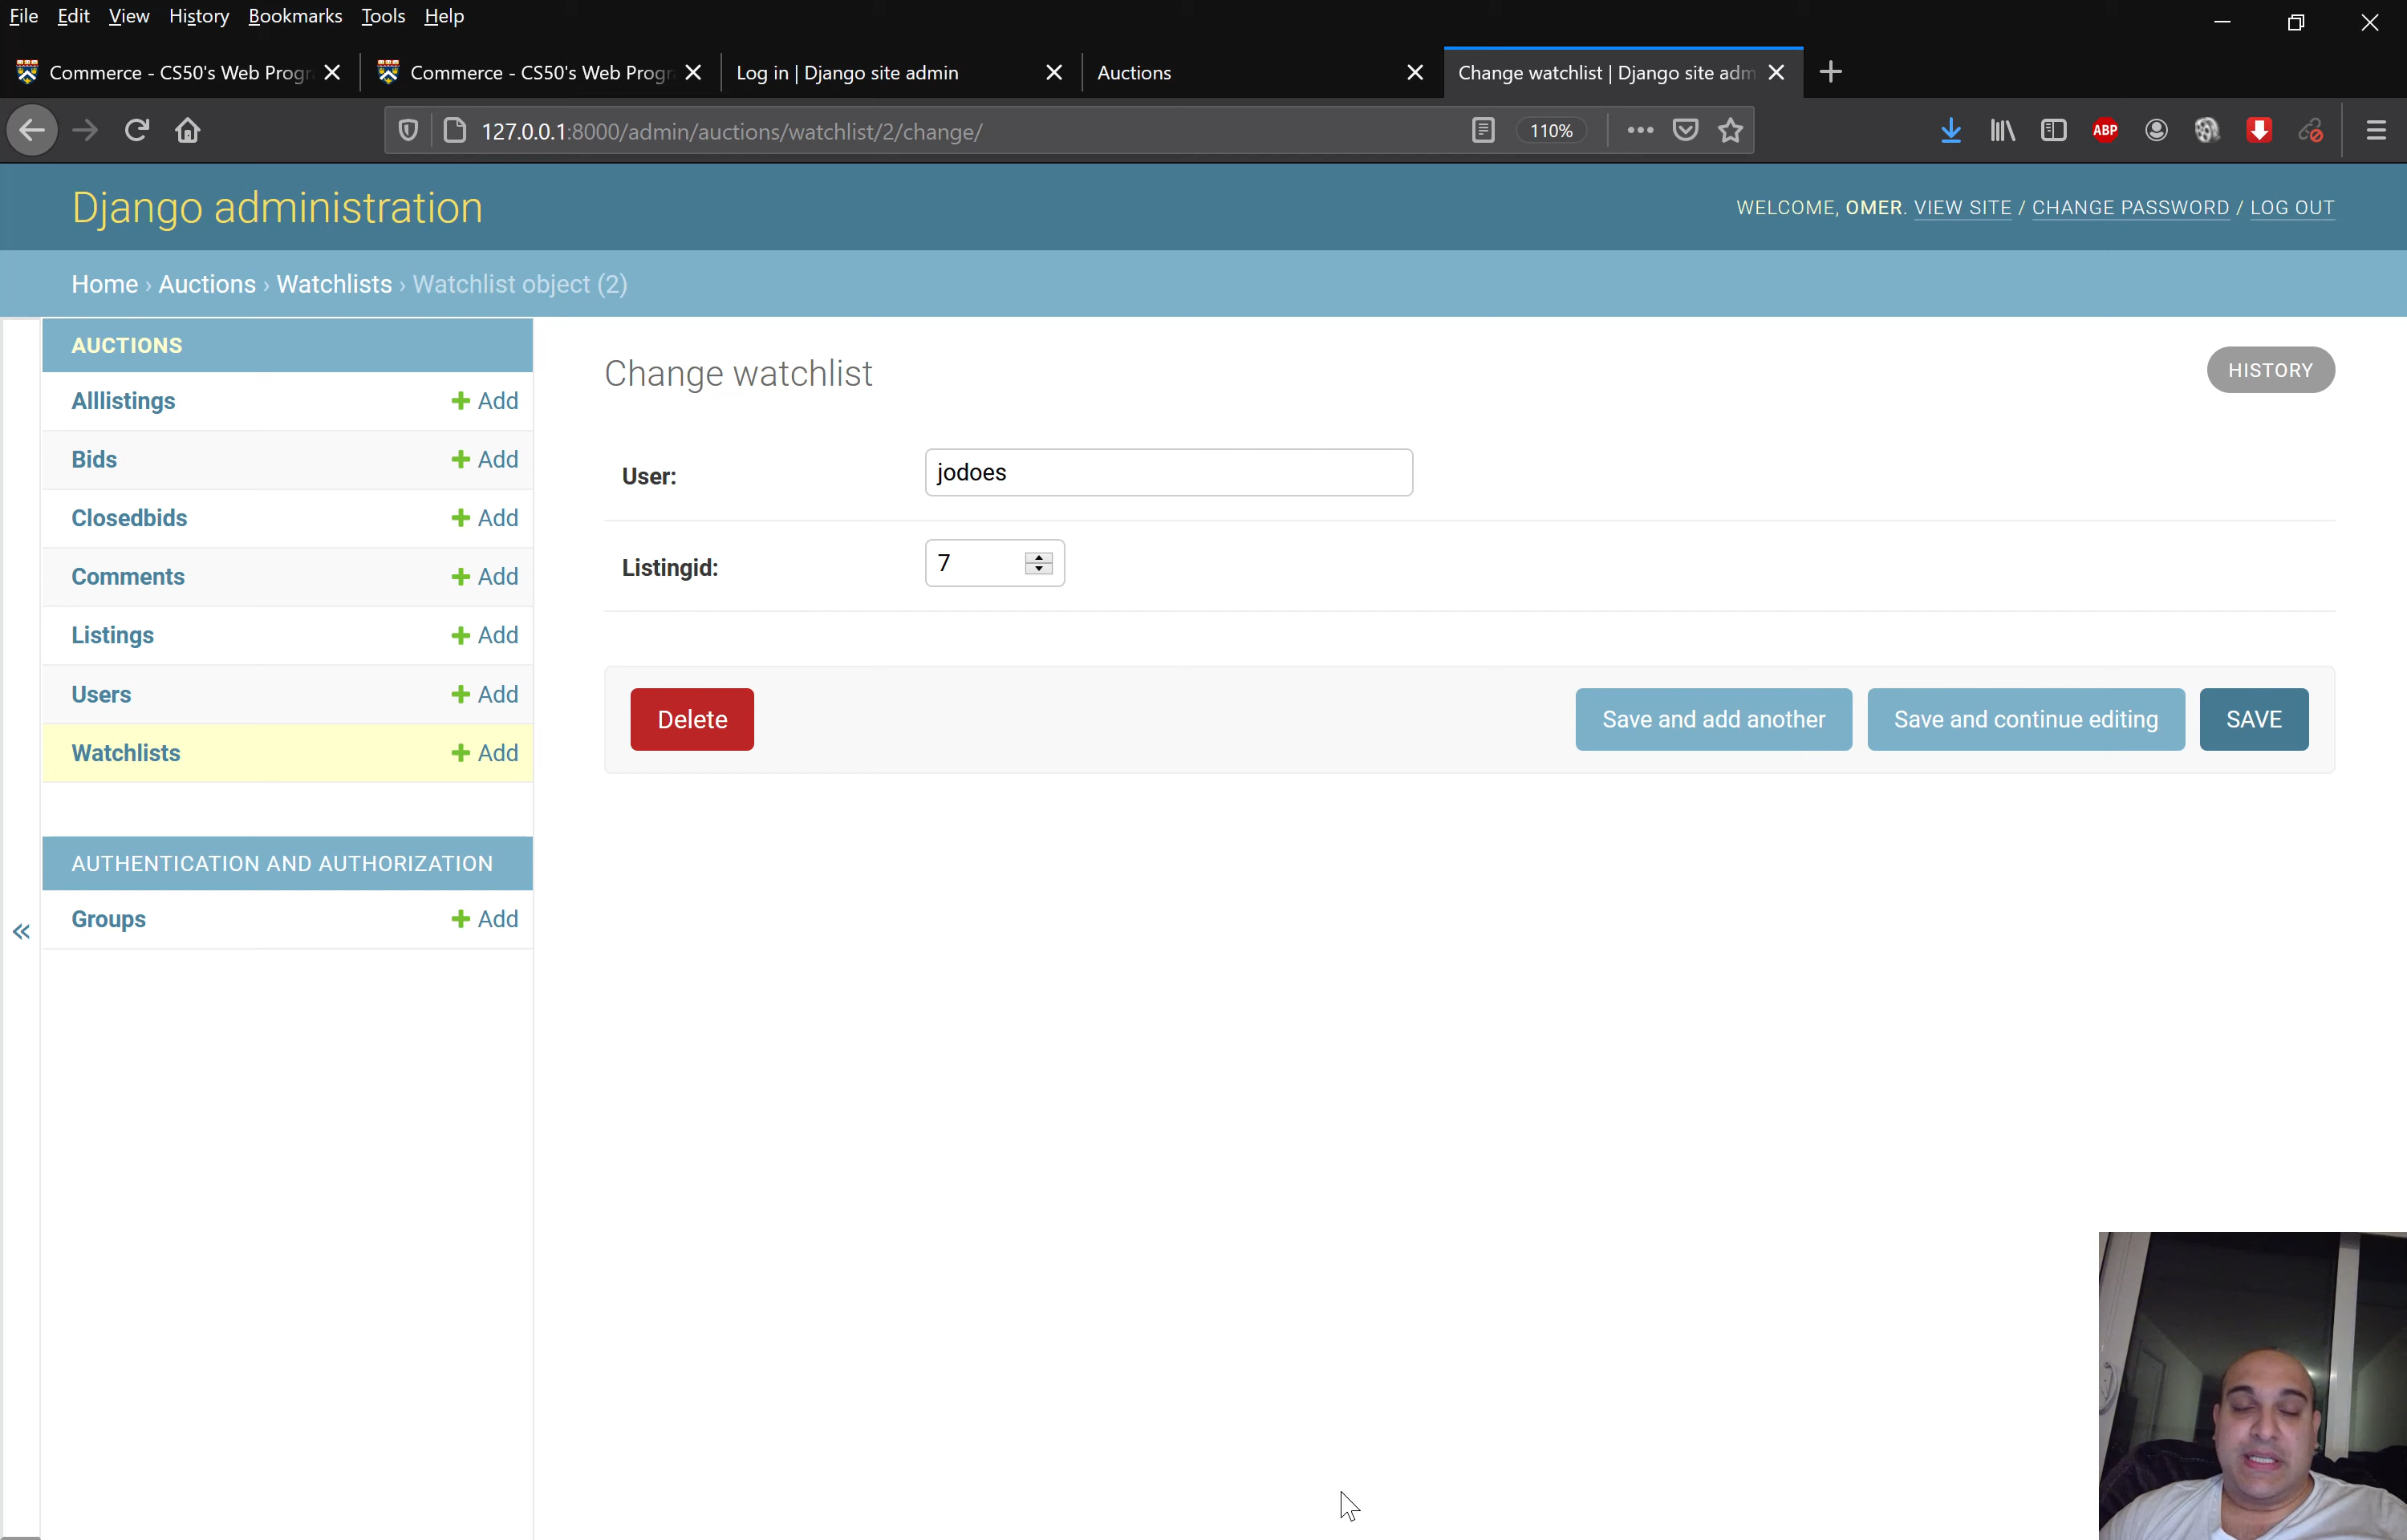 File Edit View History Bookmarks Tools Help
Commerce - CS50's Web Progr
Commerce - CS50's Web Progr
Log in | Django site admin
Auctions
Change watchlist | Django site adm
127.0.0.1:8000/admin/auctions/watchlist/2/change/
110%
ABP
Django administration
WELCOME, OMER. VIEW SITE / CHANGE PASSWORD / LOG OUT
Home › Auctions › Watchlists › Watchlist object (2)
AUCTIONS
Alllistings + Add
Bids + Add
Closedbids + Add
Comments + Add
Listings + Add
Users + Add
Watchlists + Add
AUTHENTICATION AND AUTHORIZATION
Groups + Add
«
Change watchlist
HISTORY
User: jodoes
Listingid: 7
Delete
Save and add another
Save and continue editing
SAVE